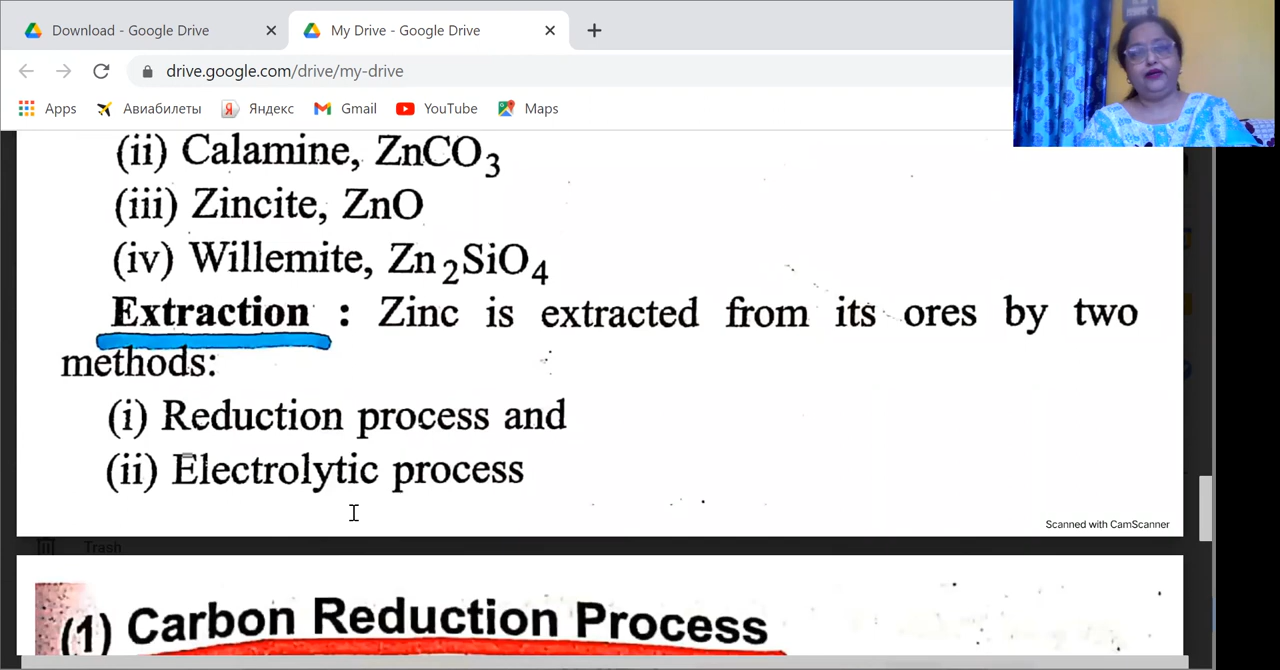 Download - Google Drive
My Drive - Google Drive
drive.google.com/drive/my-drive
Apps Авиабилеты Яндекс Gmail YouTube Maps
(ii) Calamine, ZnCO3
(iii) Zincite, ZnO
(iv) Willemite, Zn2SiO4
Extraction : Zinc is extracted from its ores by two
methods:
(i) Reduction process and
(ii) Electrolytic process
Scanned with CamScanner
Trash
(1) Carbon Reduction Process